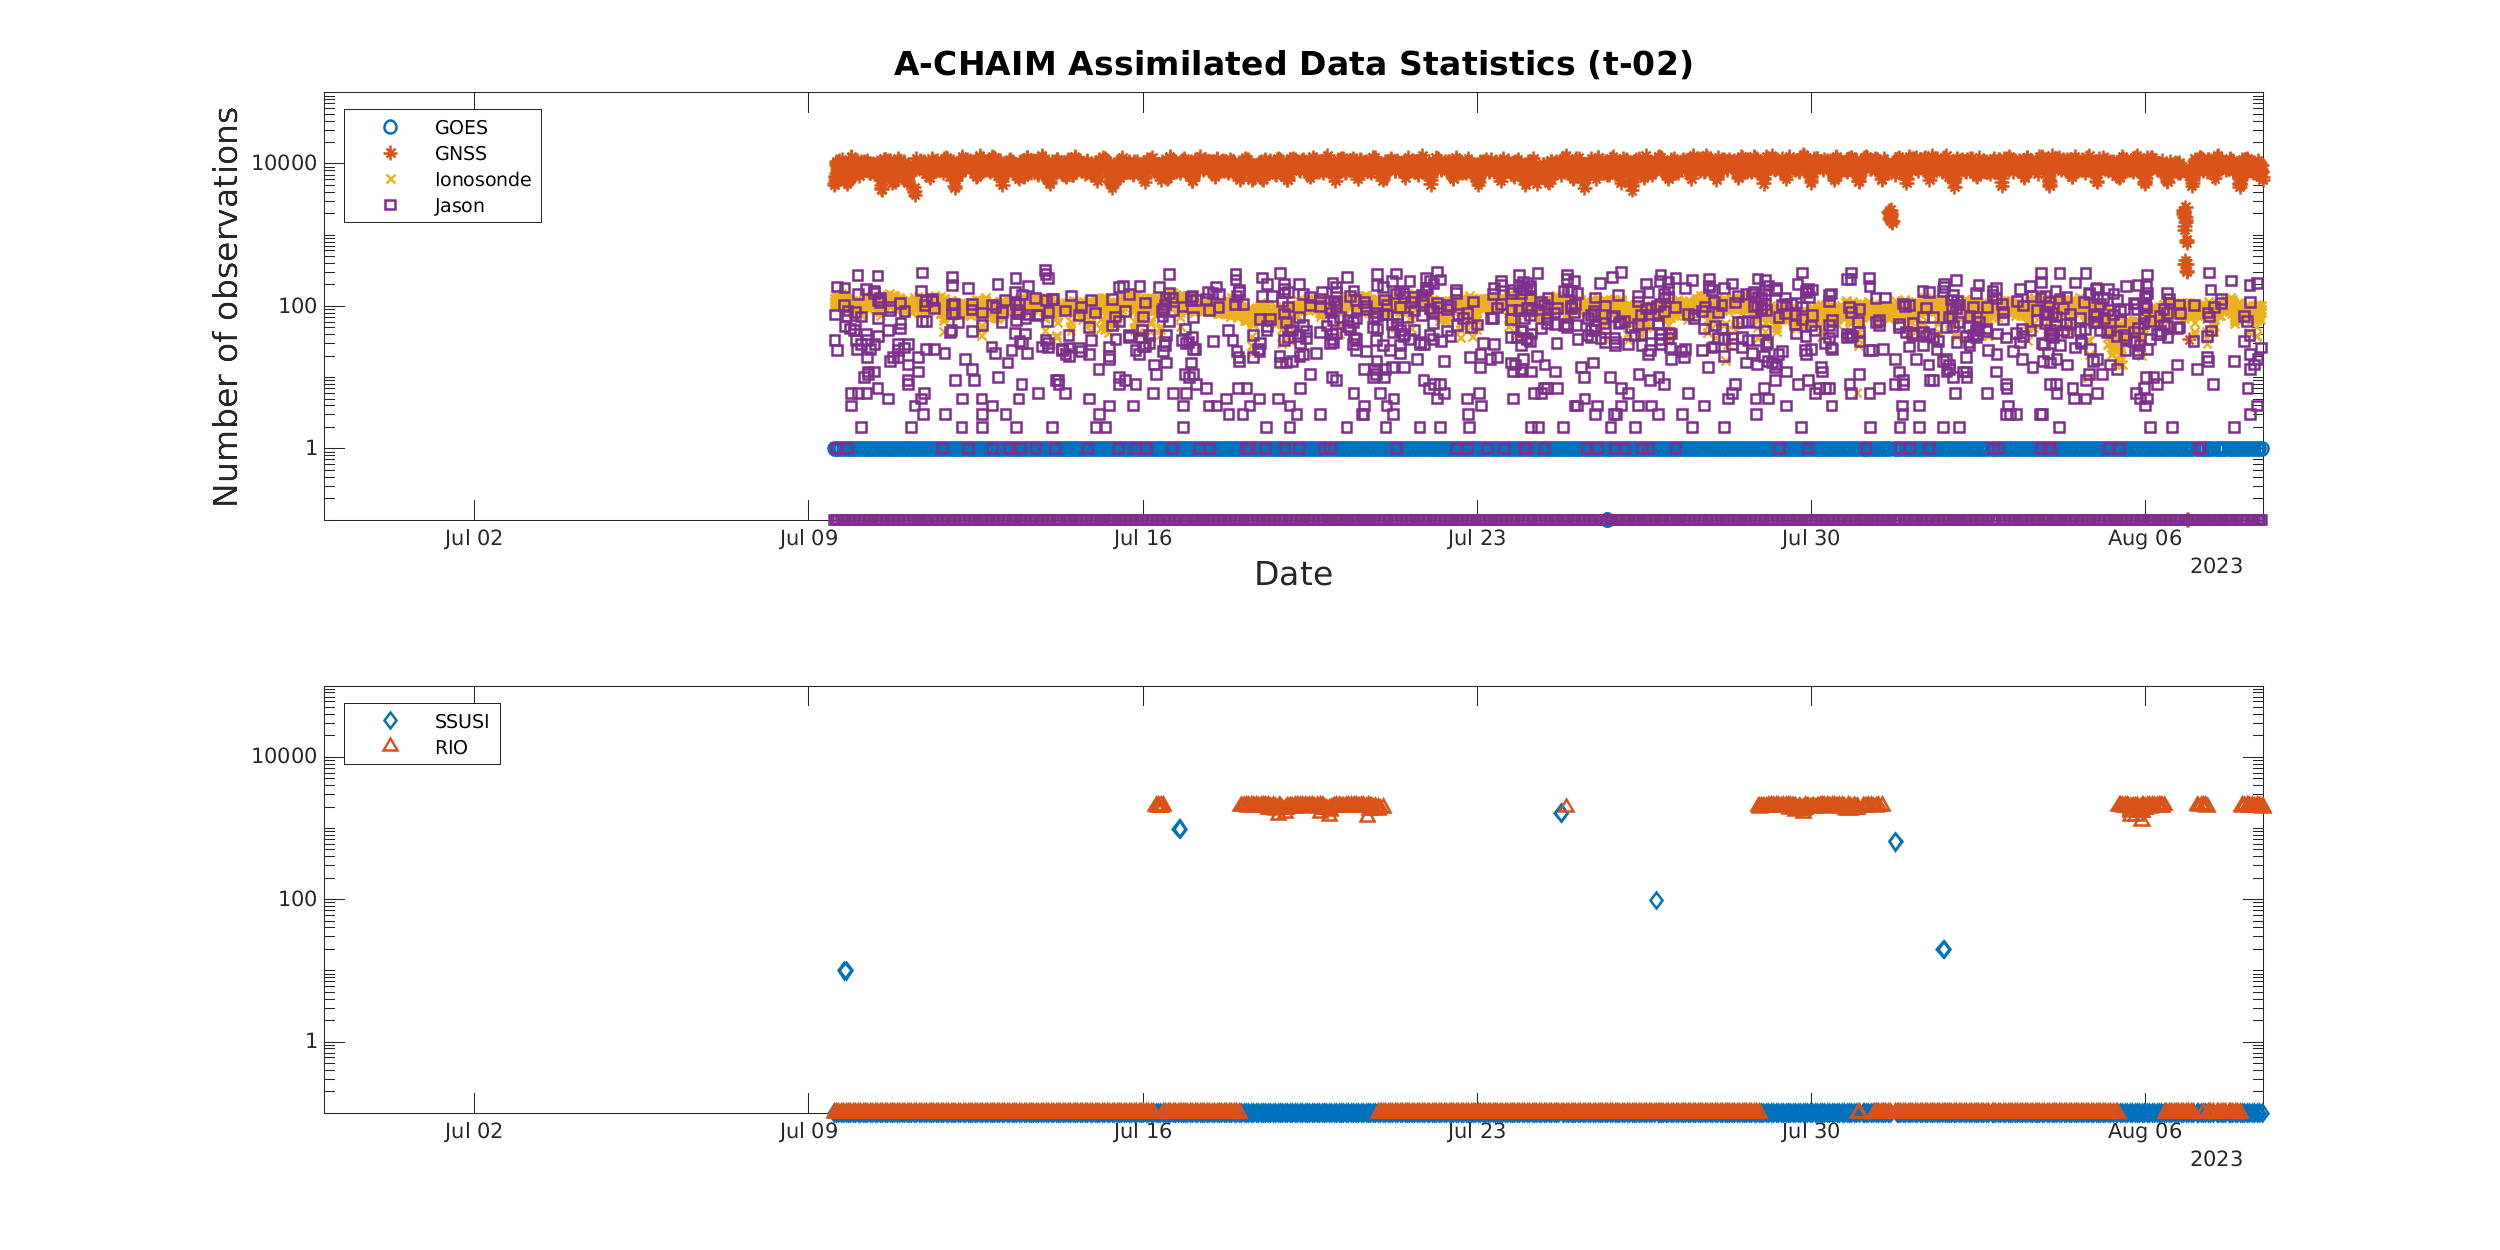 A-CHAIM Assimilated Data Statistics (t-02)
Number of observations
10000
100
1
GOES
GNSS
Ionosonde
Jason
Jul 02
Jul 09
Jul 16
Jul 23
Jul 30
Aug 06
2023
Date
10000
100
1
SSUSI
RIO
Jul 02
Jul 09
Jul 16
Jul 23
Jul 30
Aug 06
2023